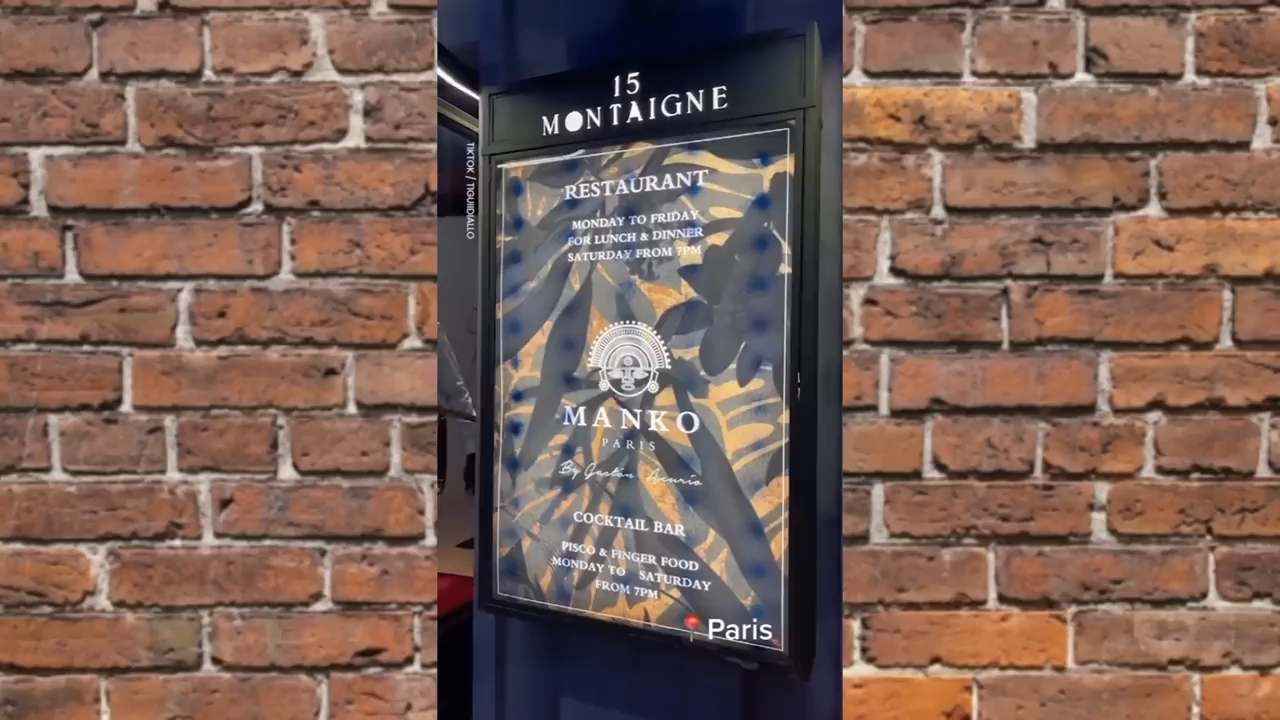 15
MONTAIGNE
RESTAURANT
MONDAY TO FRIDAY
FOR LUNCH & DINNER
SATURDAY FROM 7PM
MANKO
PARIS
By Gastón Acurio
COCKTAIL BAR
PISCO & FINGER FOOD
MONDAY TO SATURDAY
FROM 7PM
Paris
TIKTOK / TIGUIIDIALLO